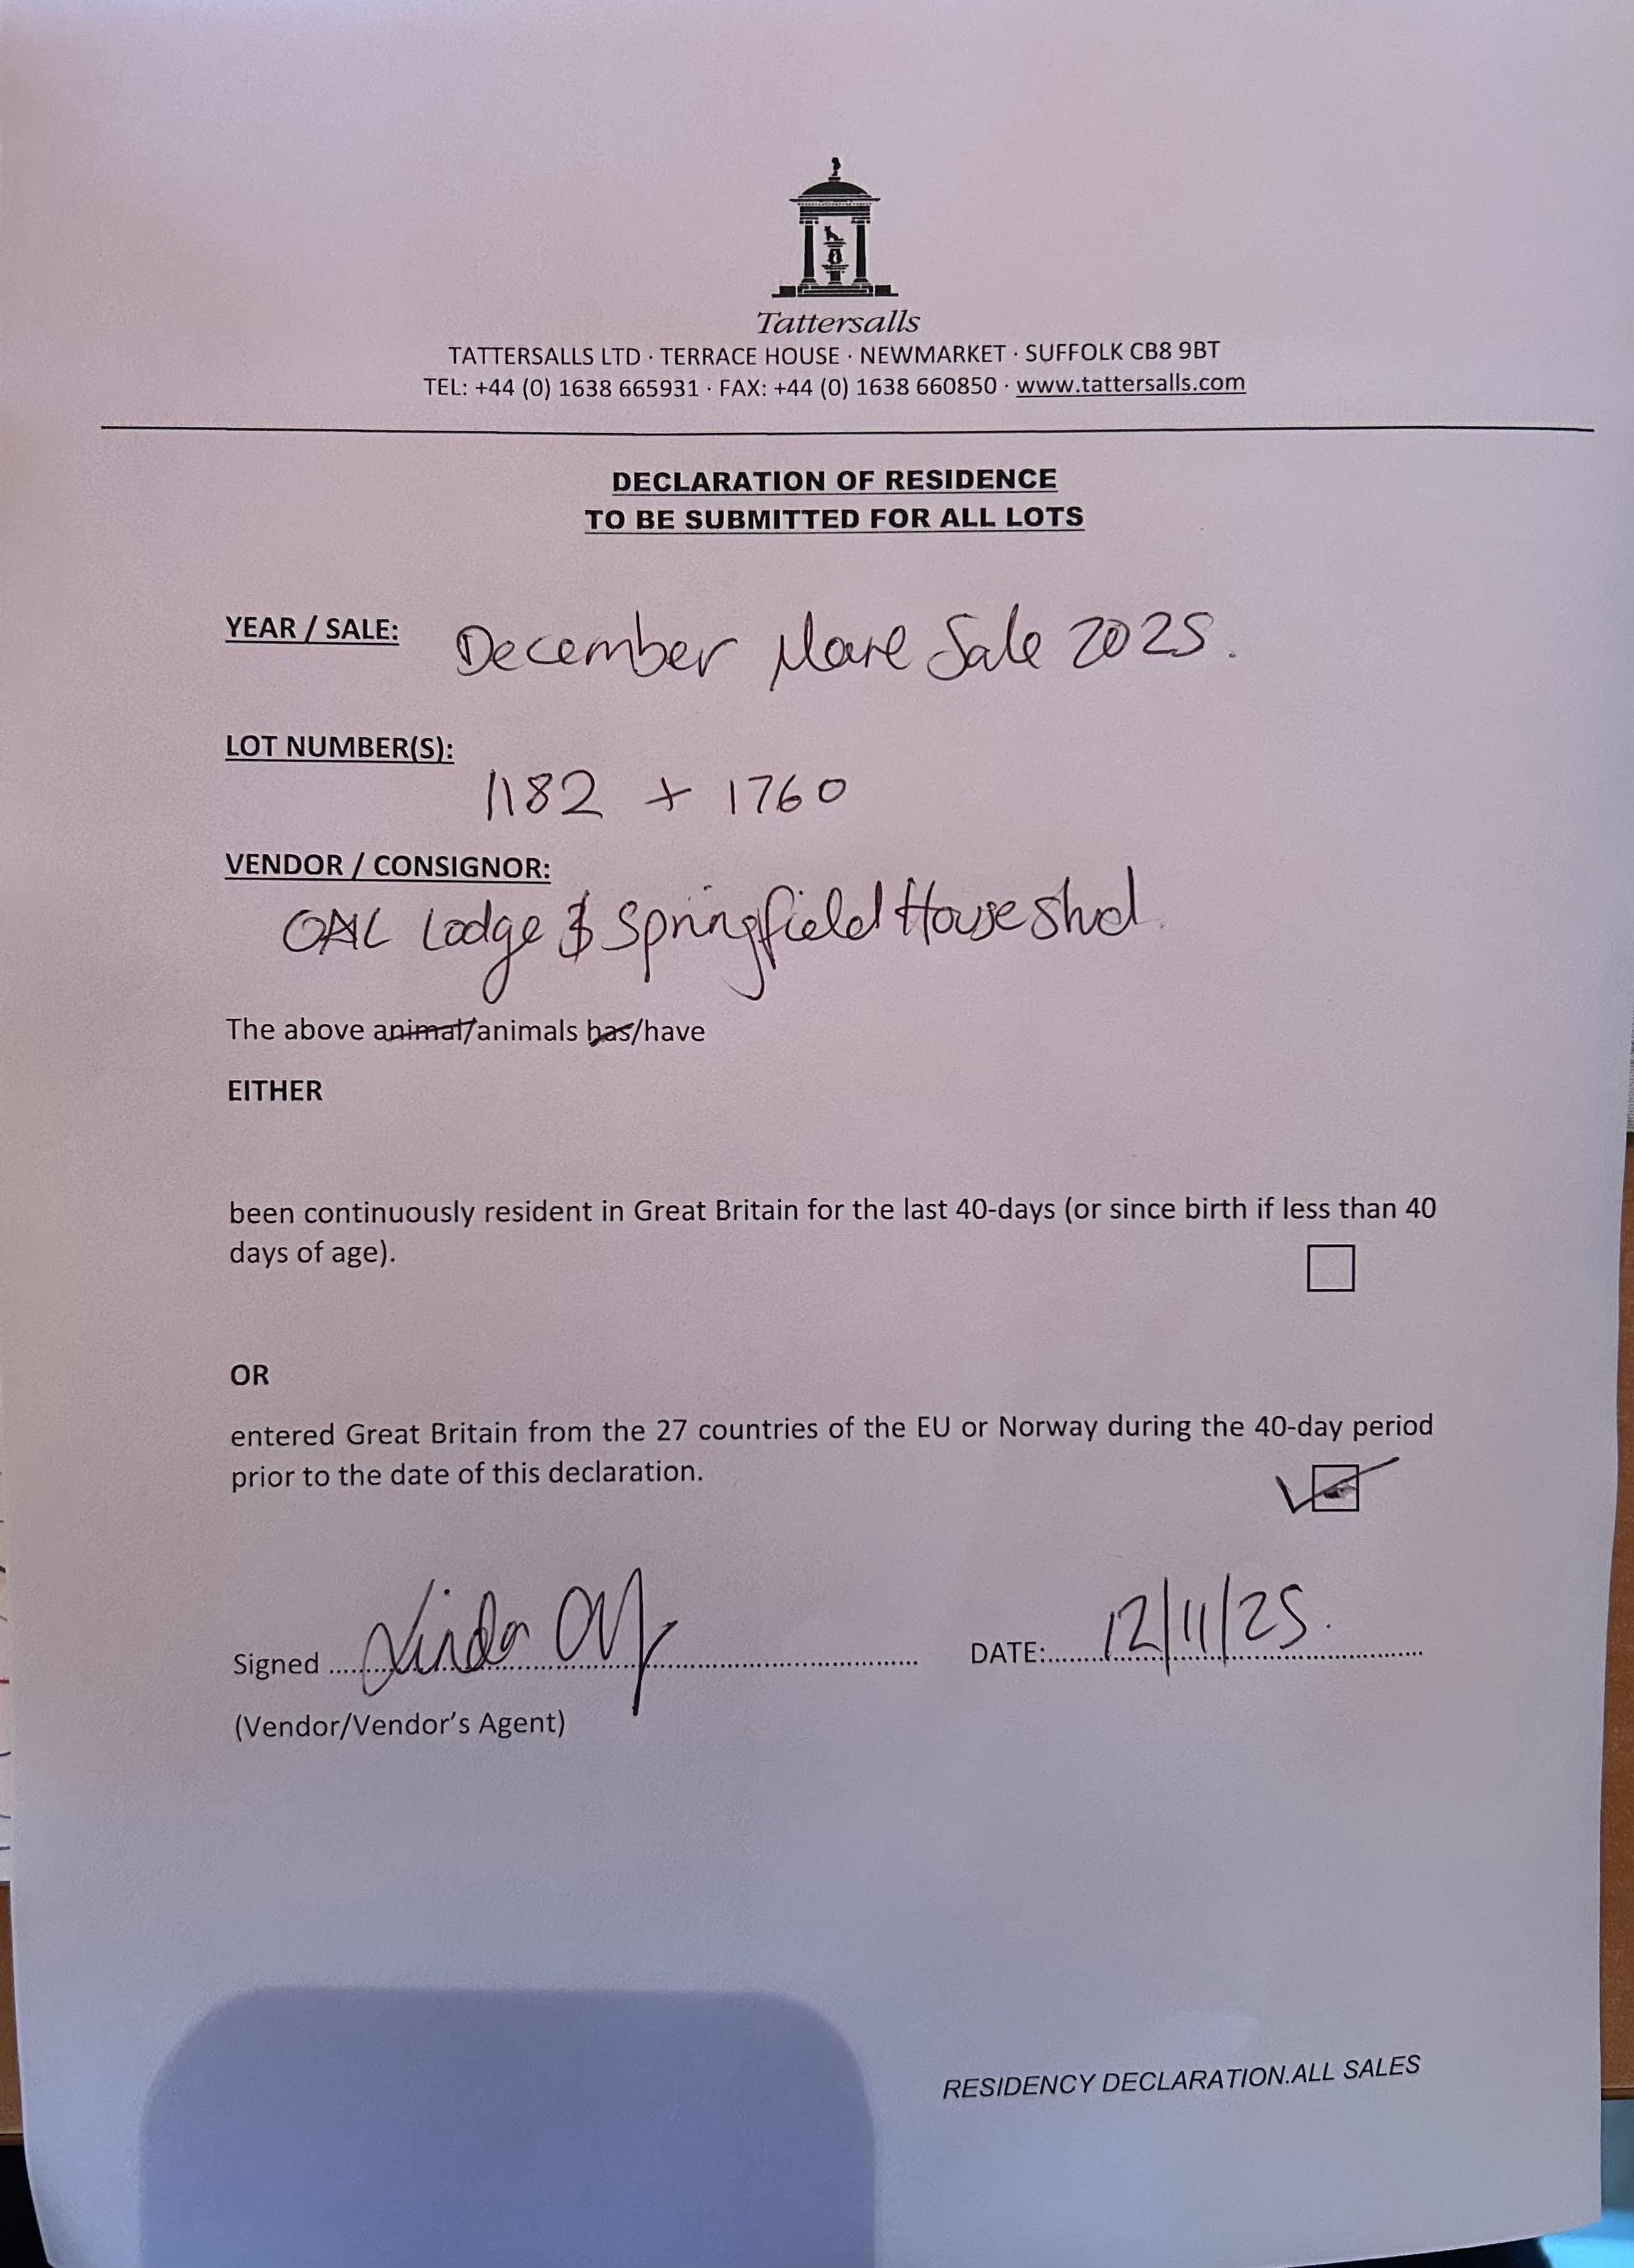 Tattersalls
TATTERSALLS LTD · TERRACE HOUSE · NEWMARKET · SUFFOLK CB8 9BT
TEL: +44 (0) 1638 665931 · FAX: +44 (0) 1638 660850 · www.tattersalls.com
DECLARATION OF RESIDENCE
TO BE SUBMITTED FOR ALL LOTS
YEAR / SALE: December Mare Sale 2025.
LOT NUMBER(S):
1182 + 1760
VENDOR / CONSIGNOR:
OAK Lodge & Springfield House Stud
The above animal/animals has/have
EITHER
been continuously resident in Great Britain for the last 40-days (or since birth if less than 40
days of age).
OR
entered Great Britain from the 27 countries of the EU or Norway during the 40-day period
prior to the date of this declaration.
Signed Linda DATE: 12/11/25.
(Vendor/Vendor's Agent)
RESIDENCY DECLARATION.ALL SALES